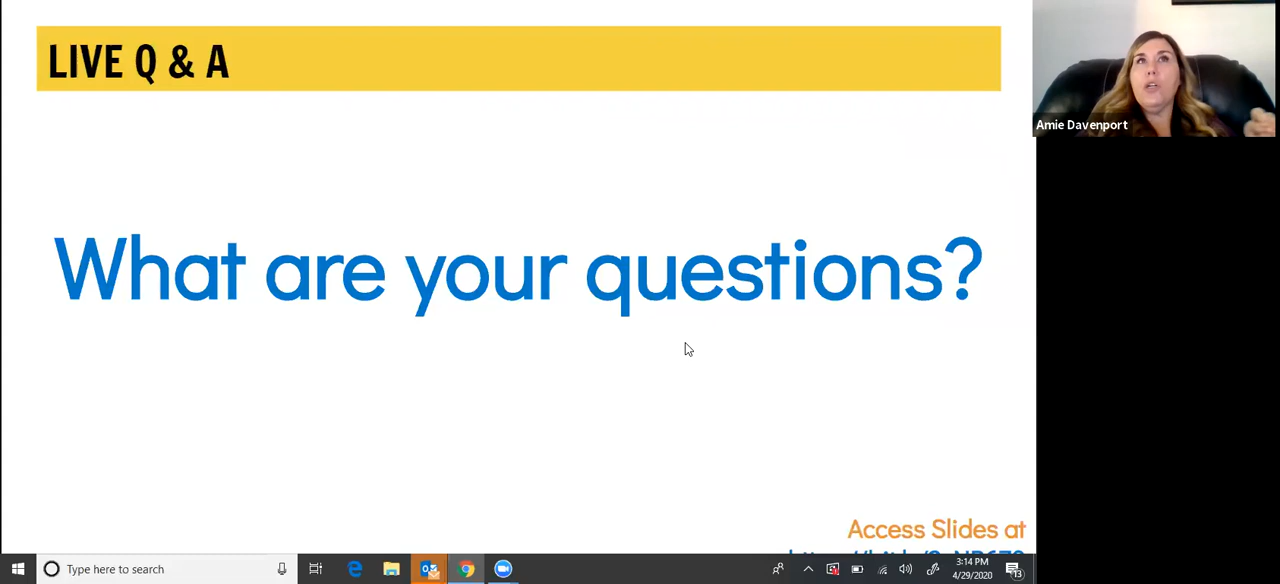 LIVE Q & A
Amie Davenport
What are your questions?
Access Slides at
Type here to search
3:14 PM
4/29/2020
13